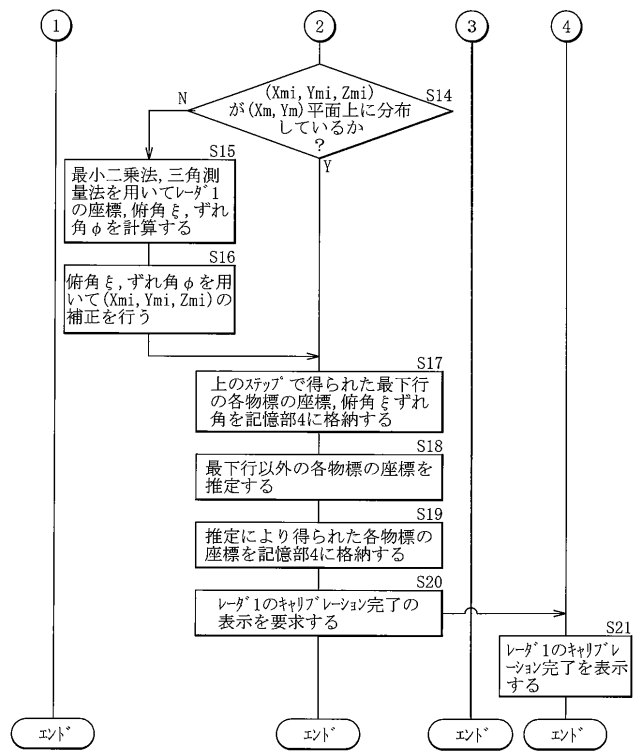 ① ② ③ ④
(Xmi,Ymi,Zmi)
が(Xm,Ym)平面上に分布
しているか
?
S14
N
Y
S15
最小二乗法,三角測
量法を用いてﾚｰﾀﾞ1
の座標,俯角ξ,ずれ
角φを計算する
S16
俯角ξ,ずれ角φを用
いて(Xmi,Ymi,Zmi)の
補正を行う
S17
上のｽﾃｯﾌﾟで得られた最下行
の各物標の座標,俯角ξずれ
角を記憶部4に格納する
S18
最下行以外の各物標の座標を
推定する
S19
推定により得られた各物標の
座標を記憶部4に格納する
S20
ﾚｰﾀﾞ1のｷｬﾘﾌﾞﾚｰｼｮﾝ完了の
表示を要求する
S21
ﾚｰﾀﾞ1のｷｬﾘﾌﾞﾚ
ｰｼｮﾝ完了を表示
する
ｴﾝﾄﾞ ｴﾝﾄﾞ ｴﾝﾄﾞ ｴﾝﾄﾞ